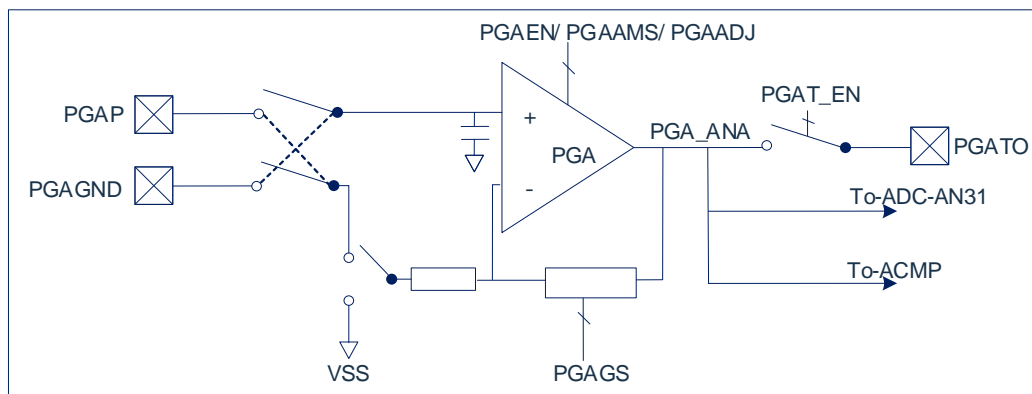 PGAEN/ PGAAMS/ PGAADJ
PGAP
PGAT_EN
+
PGA_ANA
PGA
PGATO
PGAGND
-
To-ADC-AN31
To-ACMP
VSS
PGAGS